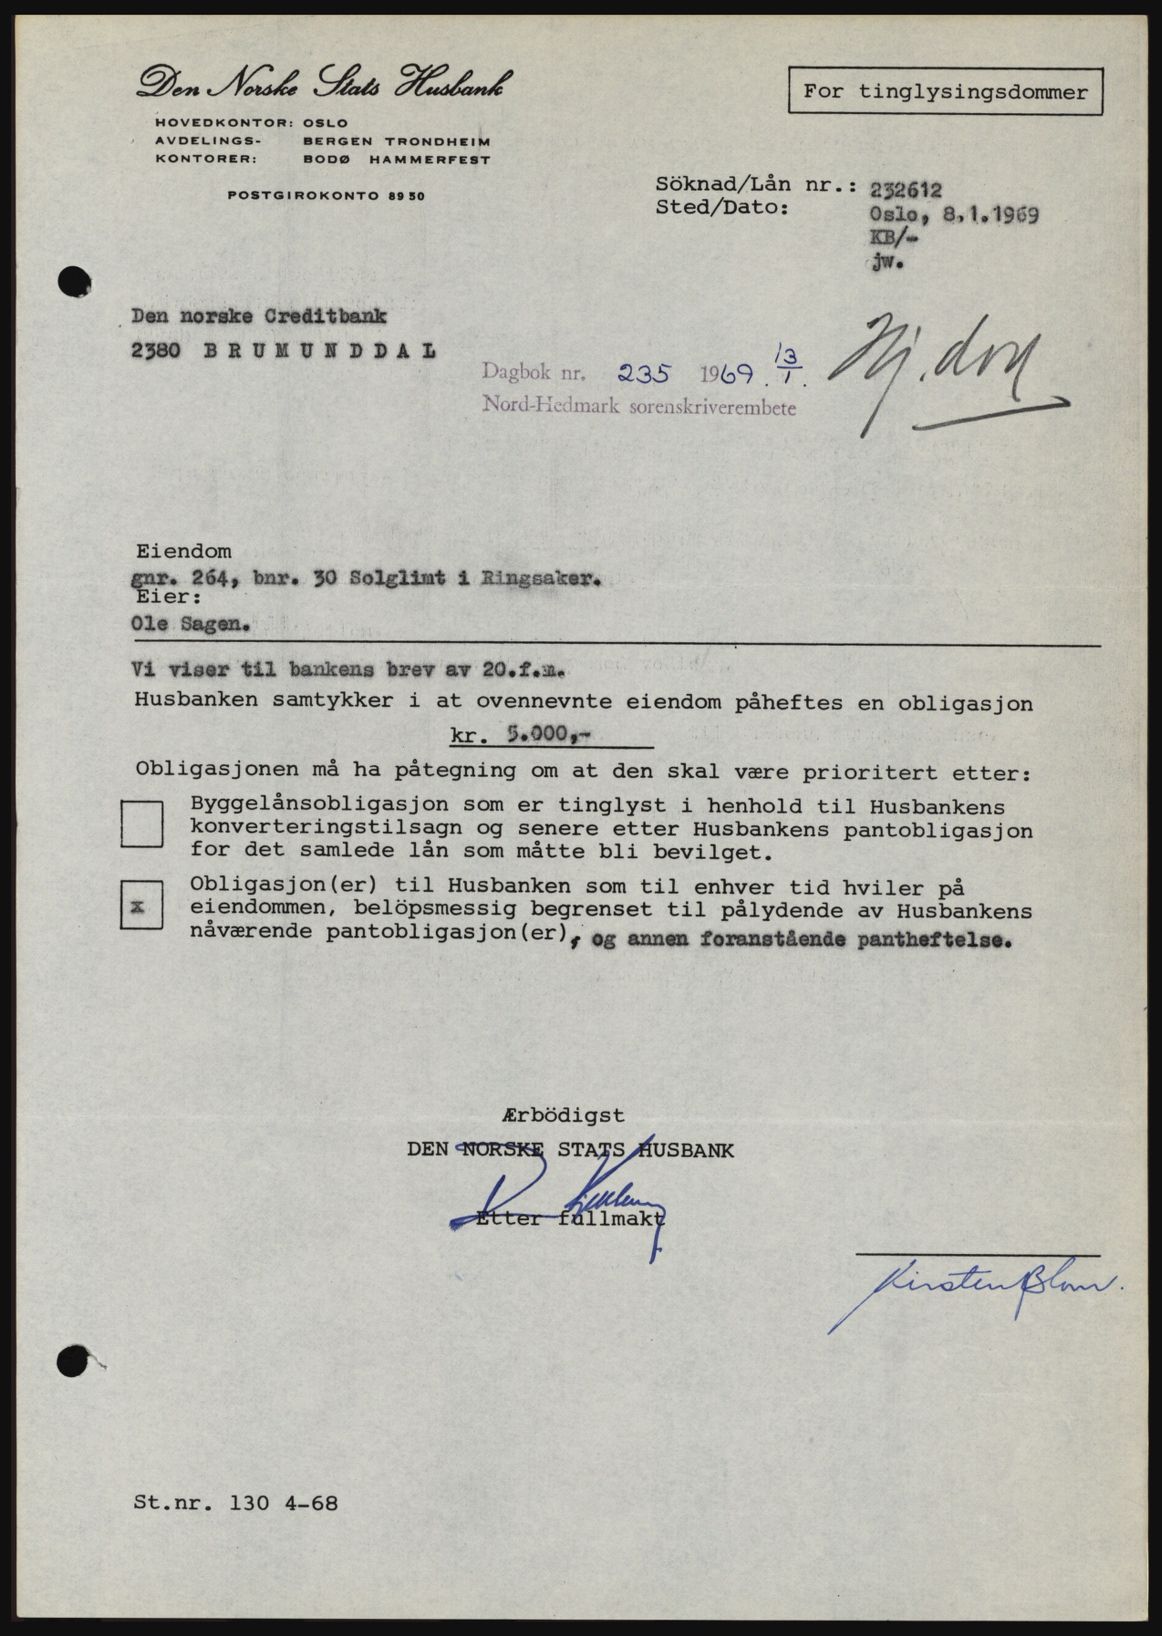 Den Norske Stats Husbank
For tinglysingsdommer
HOVEDKONTOR: OSLO
AVDELINGS- BERGEN TRONDHEIM
KONTORER: BODØ HAMMERFEST
POSTGIROKONTO 89 50
Söknad/Lån nr.: 232612
Sted/Dato: Oslo, 8.1.1969
KB/-
jw.
Den norske Creditbank
2380 BRUMUNDDAL
Dagbok nr. 235 1969. 13/1.
Nord-Hedmark sorenskriverembete
Eiendom
gnr. 264, bnr. 30 Solglimt i Ringsaker.
Eier:
Ole Sagen.
Vi viser til bankens brev av 20.f.m.
Husbanken samtykker i at ovennevnte eiendom påheftes en obligasjon
kr. 5.000,-
Obligasjonen må ha påtegning om at den skal være prioritert etter:
Byggelånsobligasjon som er tinglyst i henhold til Husbankens
konverteringstilsagn og senere etter Husbankens pantobligasjon
for det samlede lån som måtte bli bevilget.
Obligasjon(er) til Husbanken som til enhver tid hviler på
x eiendommen, belöpsmessig begrenset til pålydende av Husbankens
nåværende pantobligasjon(er), og annen foranstående pantheftelse.
Ærbödigst
DEN NORSKE STATS HUSBANK
Etter fullmakt
Kirsten Blom.
St.nr. 130 4-68